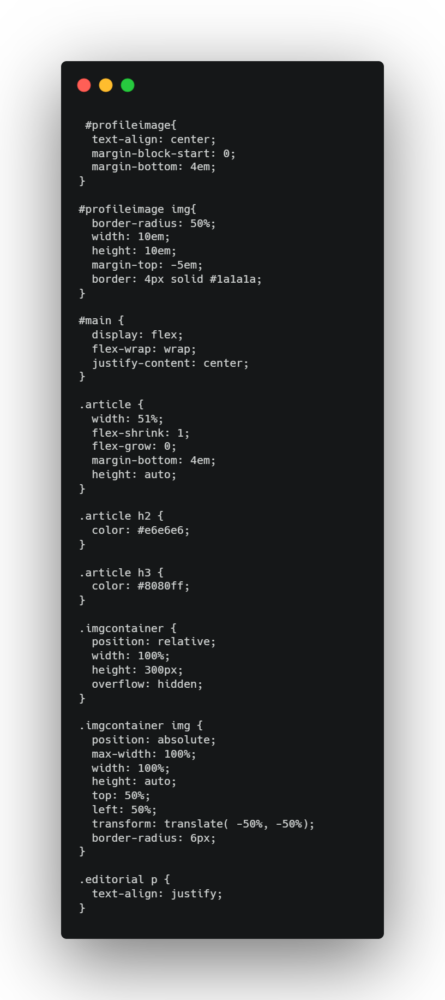 #profileimage{
  text-align: center;
  margin-block-start: 0;
  margin-bottom: 4em;
}

#profileimage img{
  border-radius: 50%;
  width: 10em;
  height: 10em;
  margin-top: -5em;
  border: 4px solid #1a1a1a;
}

#main {
  display: flex;
  flex-wrap: wrap;
  justify-content: center;
}

.article {
  width: 51%;
  flex-shrink: 1;
  flex-grow: 0;
  margin-bottom: 4em;
  height: auto;
}

.article h2 {
  color: #e6e6e6;
}

.article h3 {
  color: #8080ff;
}

.imgcontainer {
  position: relative;
  width: 100%;
  height: 300px;
  overflow: hidden;
}

.imgcontainer img {
  position: absolute;
  max-width: 100%;
  width: 100%;
  height: auto;
  top: 50%;
  left: 50%;
  transform: translate( -50%, -50%);
  border-radius: 6px;
}

.editorial p {
  text-align: justify;
}